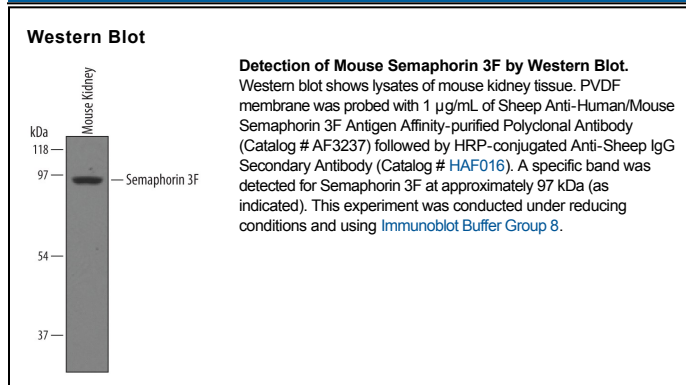 Western Blot
Mouse Kidney
kDa
118
97
Semaphorin 3F
54
37
Detection of Mouse Semaphorin 3F by Western Blot.
Western blot shows lysates of mouse kidney tissue. PVDF
membrane was probed with 1 µg/mL of Sheep Anti-Human/Mouse
Semaphorin 3F Antigen Affinity-purified Polyclonal Antibody
(Catalog # AF3237) followed by HRP-conjugated Anti-Sheep IgG
Secondary Antibody (Catalog # HAF016). A specific band was
detected for Semaphorin 3F at approximately 97 kDa (as
indicated). This experiment was conducted under reducing
conditions and using Immunoblot Buffer Group 8.